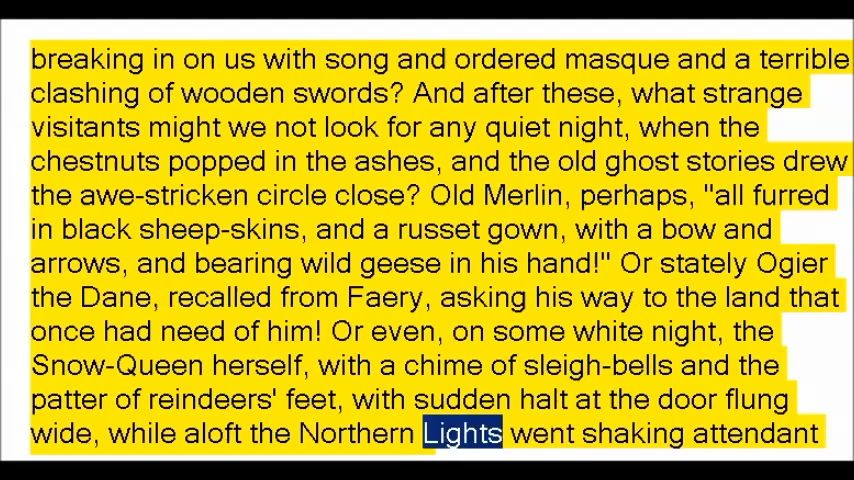 breaking in on us with song and ordered masque and a terrible
clashing of wooden swords? And after these, what strange
visitants might we not look for any quiet night, when the
chestnuts popped in the ashes, and the old ghost stories drew
the awe-stricken circle close? Old Merlin, perhaps, "all furred
in black sheep-skins, and a russet gown, with a bow and
arrows, and bearing wild geese in his hand!" Or stately Ogier
the Dane, recalled from Faery, asking his way to the land that
once had need of him! Or even, on some white night, the
Snow-Queen herself, with a chime of sleigh-bells and the
patter of reindeers' feet, with sudden halt at the door flung
wide, while aloft the Northern Lights went shaking attendant